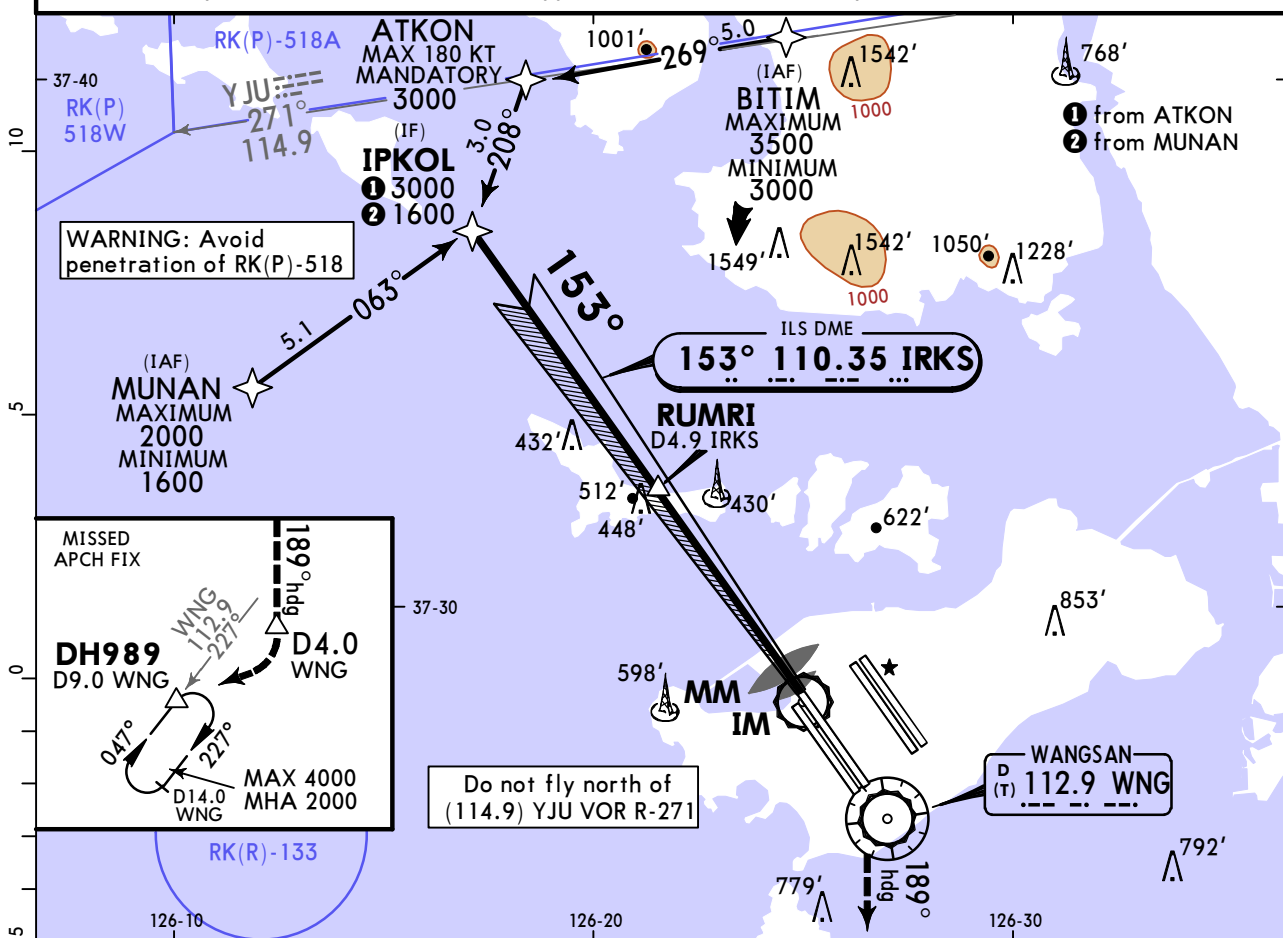 RK(P)-518A
ATKON
MAX 180 KT
MANDATORY
3000
1001'
269°
5.0
(IAF)
BITIM
MAXIMUM
3500
MINIMUM
3000
1542'
1000
768'
❶ from ATKON
❷ from MUNAN
37-40
10
RK(P)
518W
YJU
271°
114.9
(IF)
IPKOL
❶ 3000
❷ 1600
3.0
208°
WARNING: Avoid
penetration of RK(P)-518
1549'
1542'
1000
1050'
1228'
153°
ILS DME
153° 110.35 IRKS
063°
5.1
(IAF)
MUNAN
MAXIMUM
2000
MINIMUM
1600
5
RUMRI
D4.9 IRKS
432'
512'
448'
430'
622'
MISSED
APCH FIX
189° hdg
WNG
112.9
227°
D4.0
WNG
DH989
D9.0 WNG
047°
227°
MAX 4000
MHA 2000
D14.0
WNG
37-30
853'
0
598'
MM
IM
Do not fly north of
(114.9) YJU VOR R-271
WANGSAN
D
(T) 112.9 WNG
RK(R)-133
189°
hdg
779'
792'
5
126-10
126-20
126-30